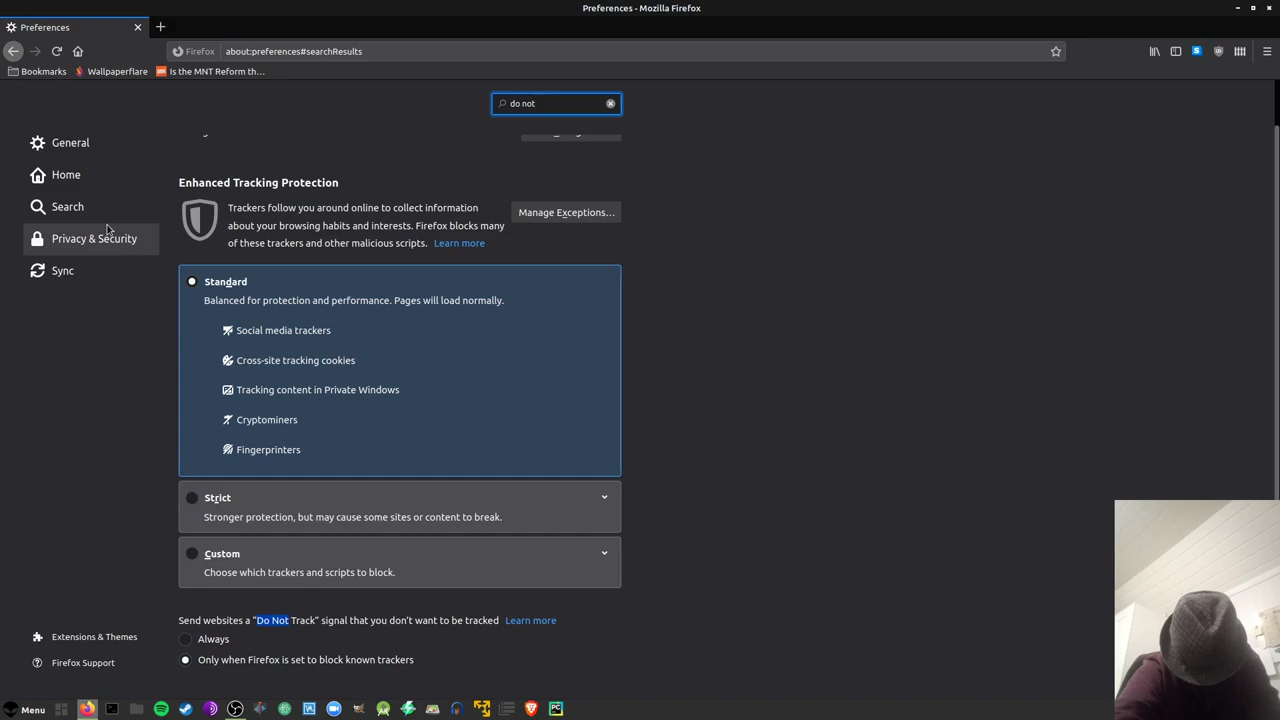 Preferences - Mozilla Firefox
Preferences
Firefox
about:preferences#searchResults
Bookmarks
Wallpaperflare
Is the MNT Reform th…
do not
General
Home
Search
Privacy & Security
Sync
Enhanced Tracking Protection
Trackers follow you around online to collect information
about your browsing habits and interests. Firefox blocks many
of these trackers and other malicious scripts. Learn more
Manage Exceptions…
Standard
Balanced for protection and performance. Pages will load normally.
Social media trackers
Cross-site tracking cookies
Tracking content in Private Windows
Cryptominers
Fingerprinters
Strict
Stronger protection, but may cause some sites or content to break.
Custom
Choose which trackers and scripts to block.
Send websites a “Do Not Track” signal that you don’t want to be tracked Learn more
Always
Only when Firefox is set to block known trackers
Extensions & Themes
Firefox Support
Menu